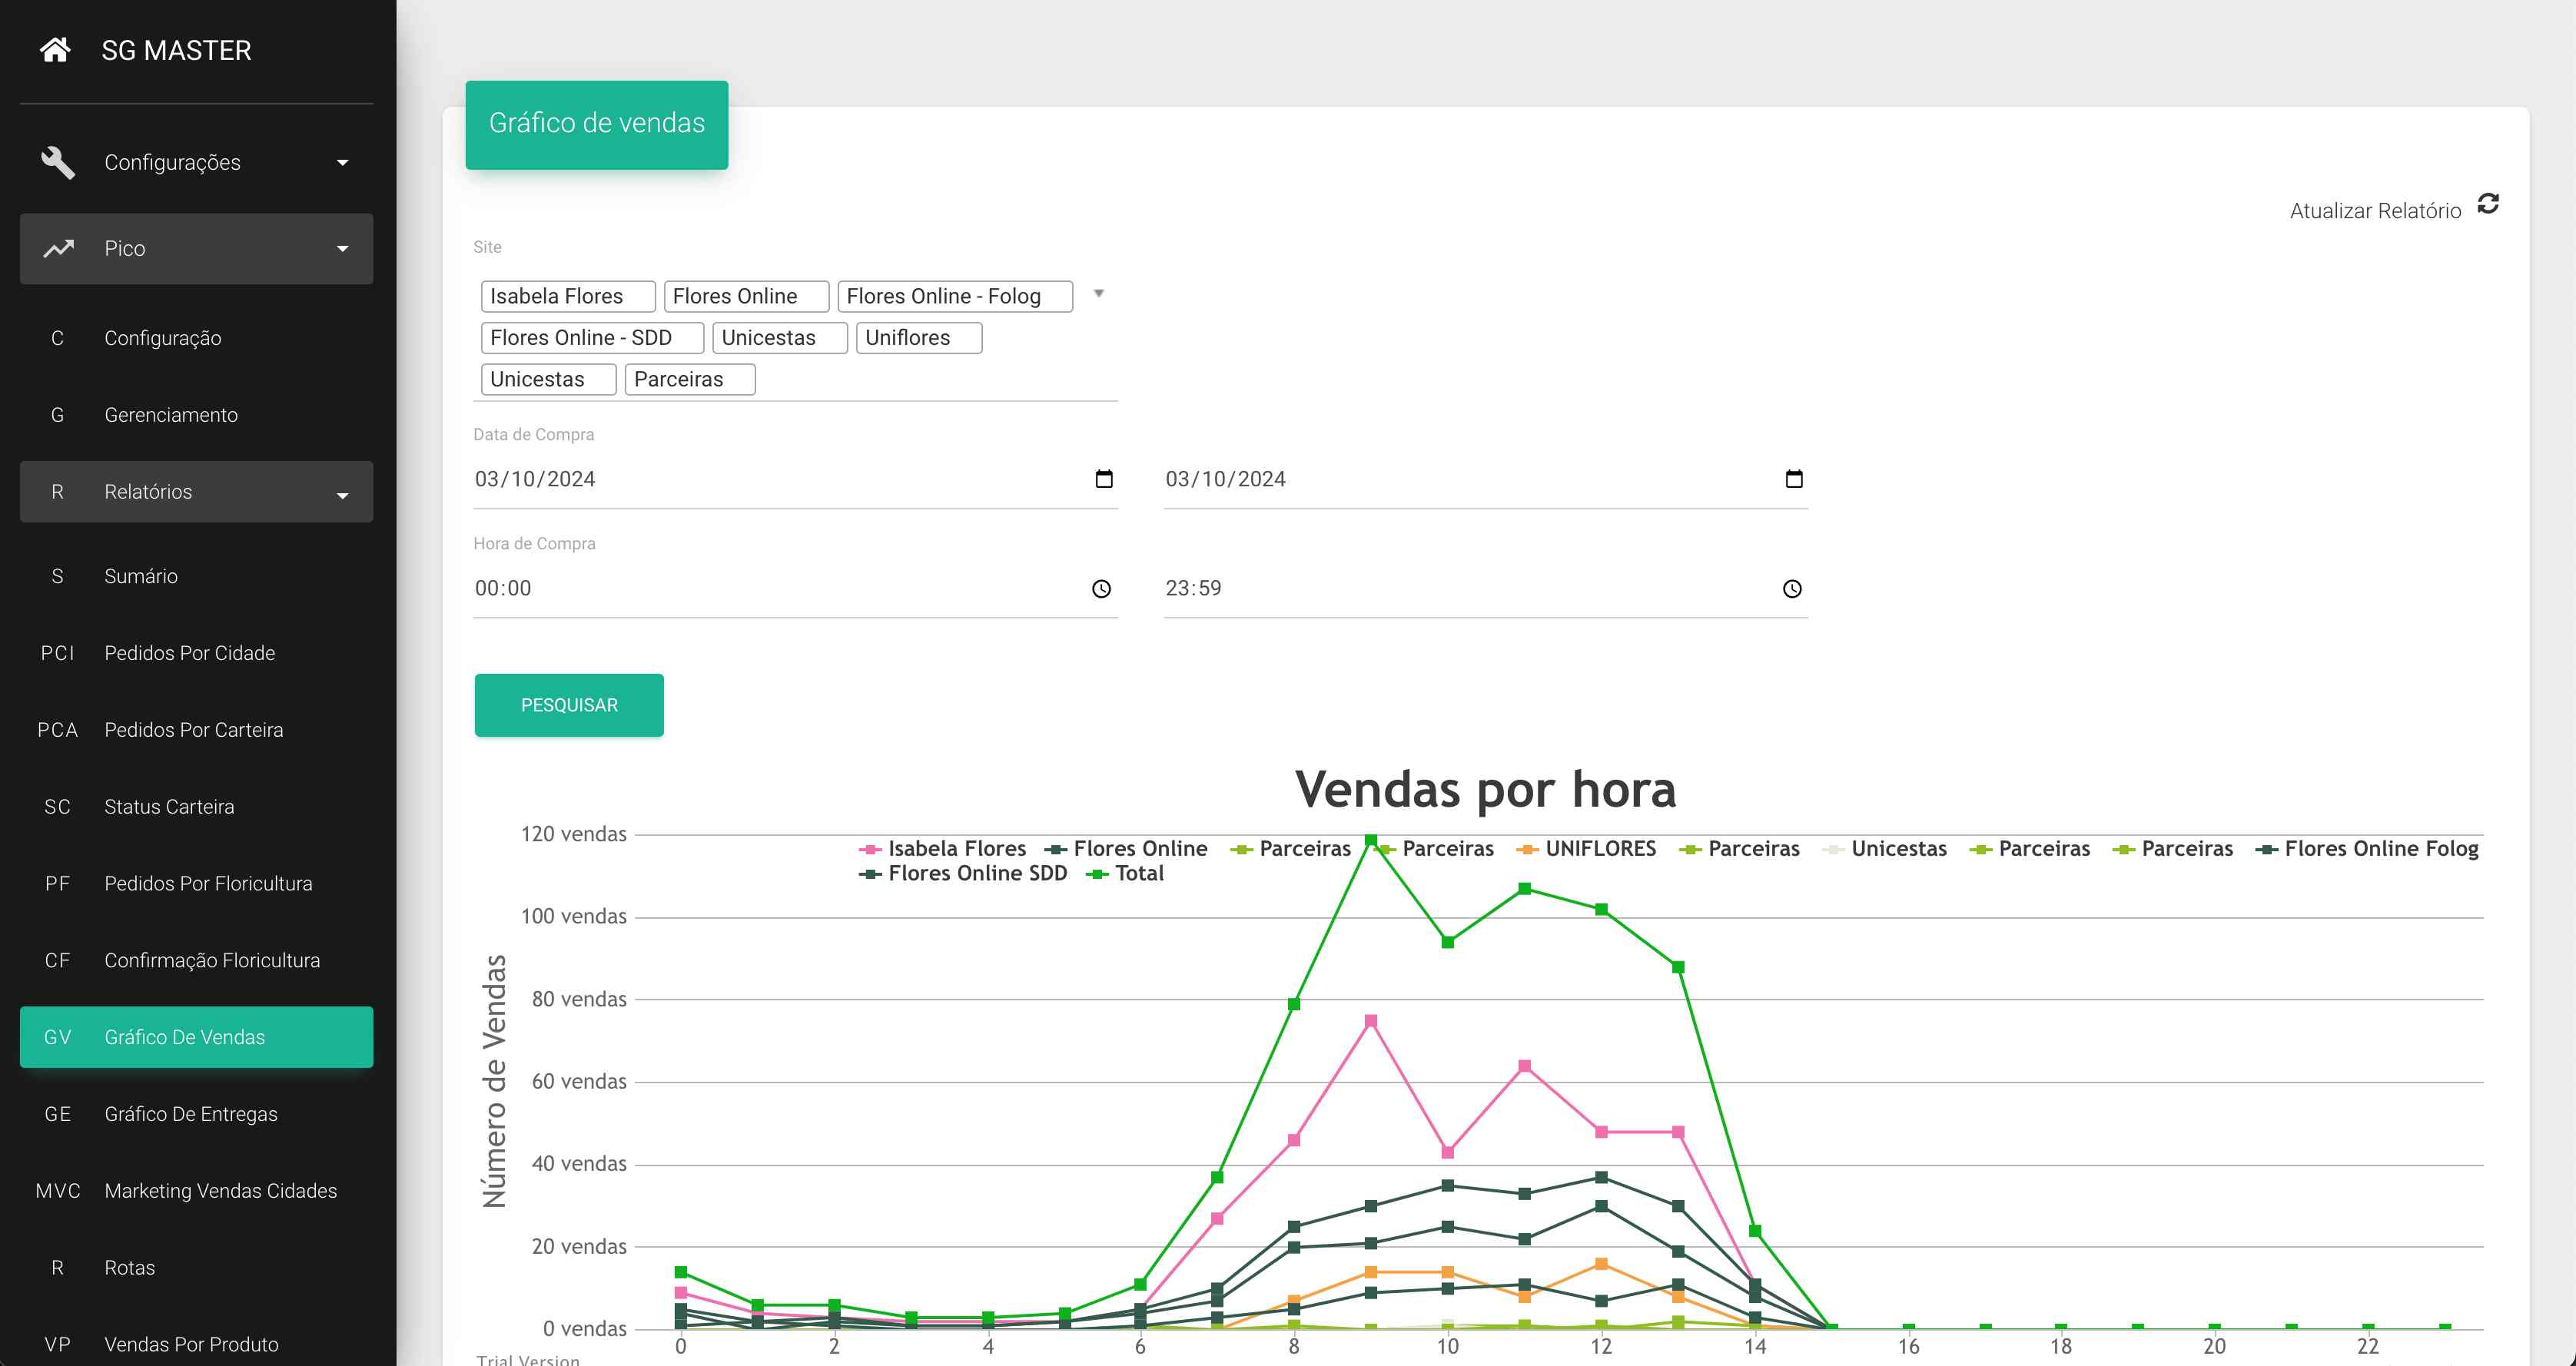 SG MASTER
Configurações
Pico
C Configuração
G Gerenciamento
R Relatórios
S Sumário
PCI Pedidos Por Cidade
PCA Pedidos Por Carteira
SC Status Carteira
PF Pedidos Por Floricultura
CF Confirmação Floricultura
GV Gráfico De Vendas
GE Gráfico De Entregas
MVC Marketing Vendas Cidades
R Rotas
VP Vendas Por Produto
Gráfico de vendas
Atualizar Relatório
Site
Isabela Flores Flores Online Flores Online - Folog
Flores Online - SDD Unicestas Uniflores
Unicestas Parceiras
Data de Compra
03/10/2024 03/10/2024
Hora de Compra
00:00 23:59
PESQUISAR
Vendas por hora
Isabela Flores Flores Online Parceiras Parceiras UNIFLORES Parceiras Unicestas Parceiras Parceiras Flores Online Folog
Flores Online SDD Total
Número de Vendas
120 vendas
100 vendas
80 vendas
60 vendas
40 vendas
20 vendas
0 vendas
0 2 4 6 8 10 12 14 16 18 20 22
Trial Version